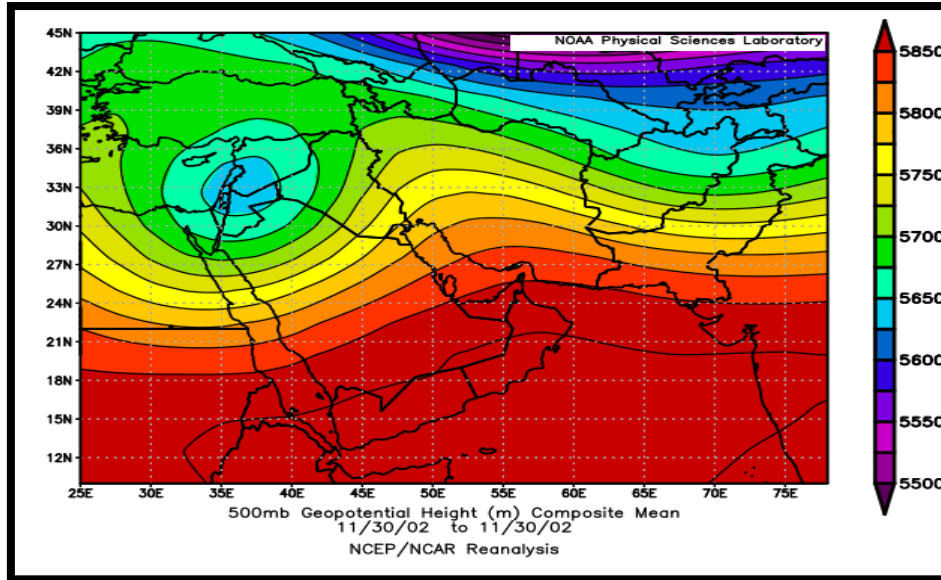 NOAA Physical Sciences Laboratory
45N
42N
39N
36N
33N
30N
27N
24N
21N
18N
15N
12N
25E 30E 35E 40E 45E 50E 55E 60E 65E 70E 75E
5850
5800
5750
5700
5650
5600
5550
5500
500mb Geopotential Height (m) Composite Mean
11/30/02 to 11/30/02
NCEP/NCAR Reanalysis